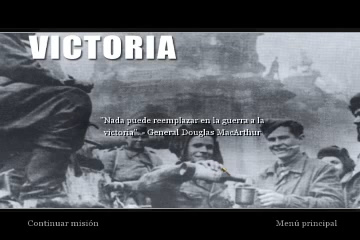 VICTORIA
"Nada puede reemplazar en la guerra a la
victoria". - General Douglas MacArthur
Continuar misión
Menú principal